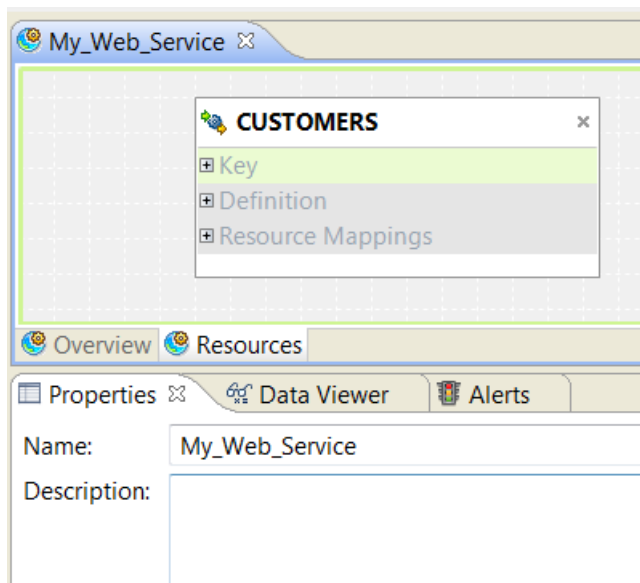 My_Web_Service
CUSTOMERS
Key
Definition
Resource Mappings
Overview Resources
Properties Data Viewer Alerts
Name: My_Web_Service
Description: